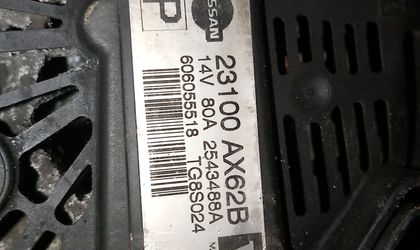 NISSAN
P
23100 AX62B
14V 80A 2543488A
606055518 TG8S024